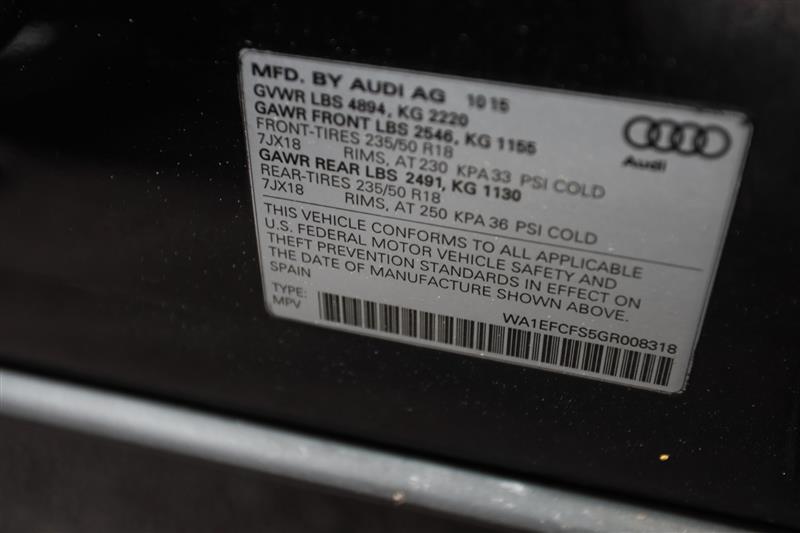 MFD. BY AUDI AG 10 15
GVWR LBS 4894, KG 2220
GAWR FRONT LBS 2546, KG 1155
FRONT-TIRES 235/50 R18
7JX18 RIMS, AT 230 KPA 33 PSI COLD
GAWR REAR LBS 2491, KG 1130
REAR-TIRES 235/50 R18
7JX18 RIMS, AT 250 KPA 36 PSI COLD
Audi
THIS VEHICLE CONFORMS TO ALL APPLICABLE
U.S. FEDERAL MOTOR VEHICLE SAFETY AND
THEFT PREVENTION STANDARDS IN EFFECT ON
THE DATE OF MANUFACTURE SHOWN ABOVE.
SPAIN
WA1EFCFS5GR008318
TYPE:
MPV